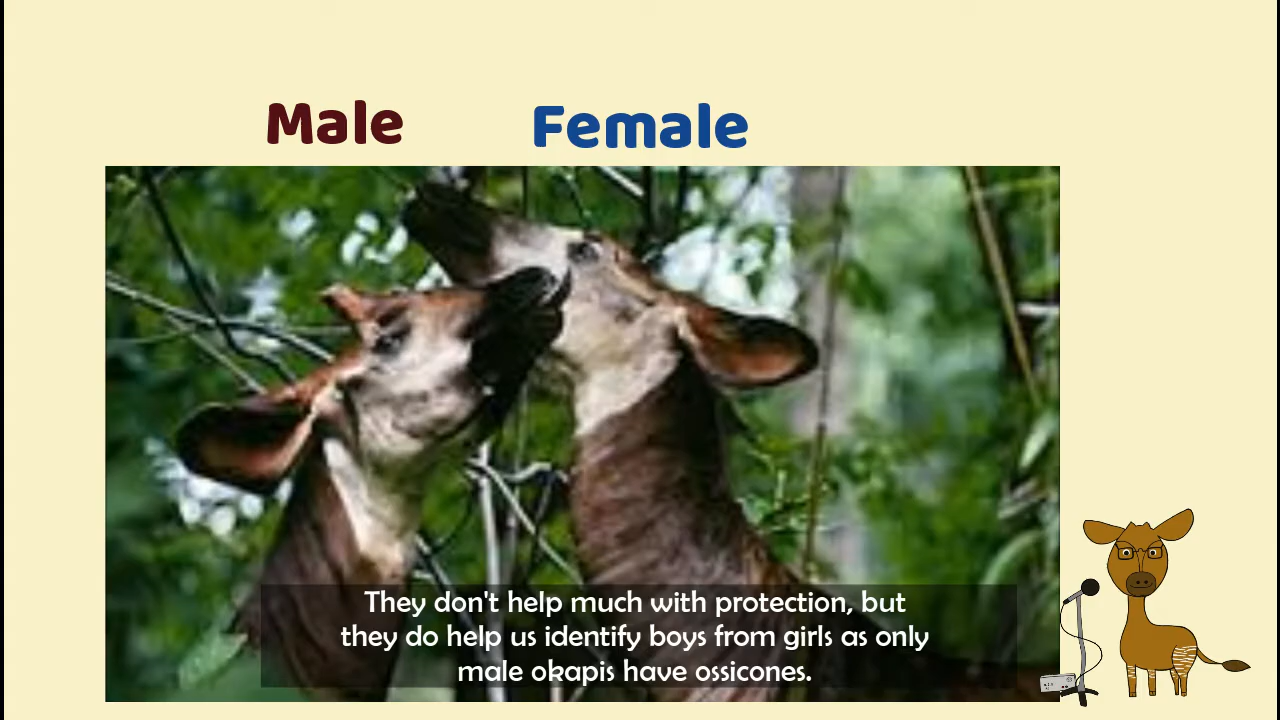 Male Female
They don't help much with protection, but
they do help us identify boys from girls as only
male okapis have ossicones.